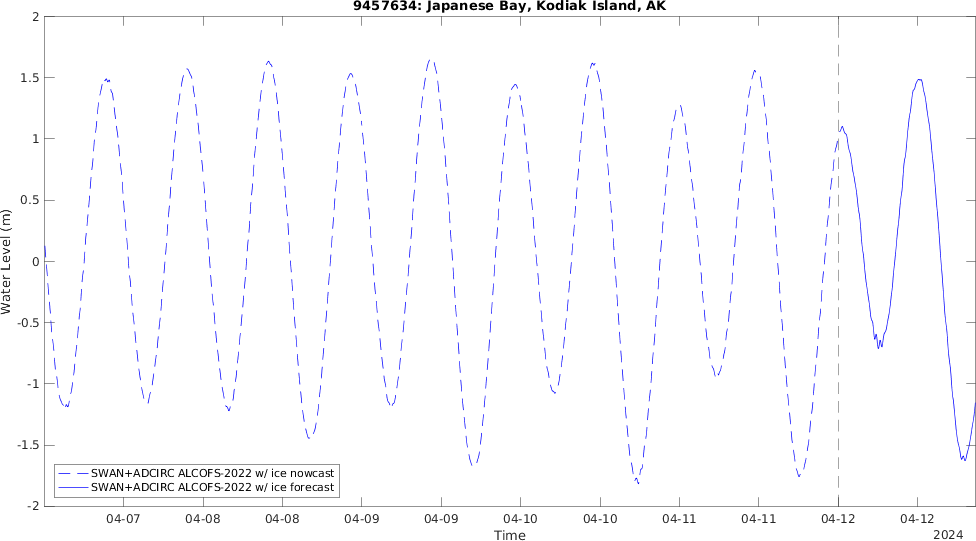 9457634: Japanese Bay, Kodiak Island, AK
2
1.5
1
0.5
0
-0.5
-1
-1.5
-2
Water Level (m)
SWAN+ADCIRC ALCOFS-2022 w/ ice nowcast
SWAN+ADCIRC ALCOFS-2022 w/ ice forecast
04-07 04-08 04-08 04-09 04-09 04-10 04-10 04-11 04-11 04-12 04-12
Time
2024